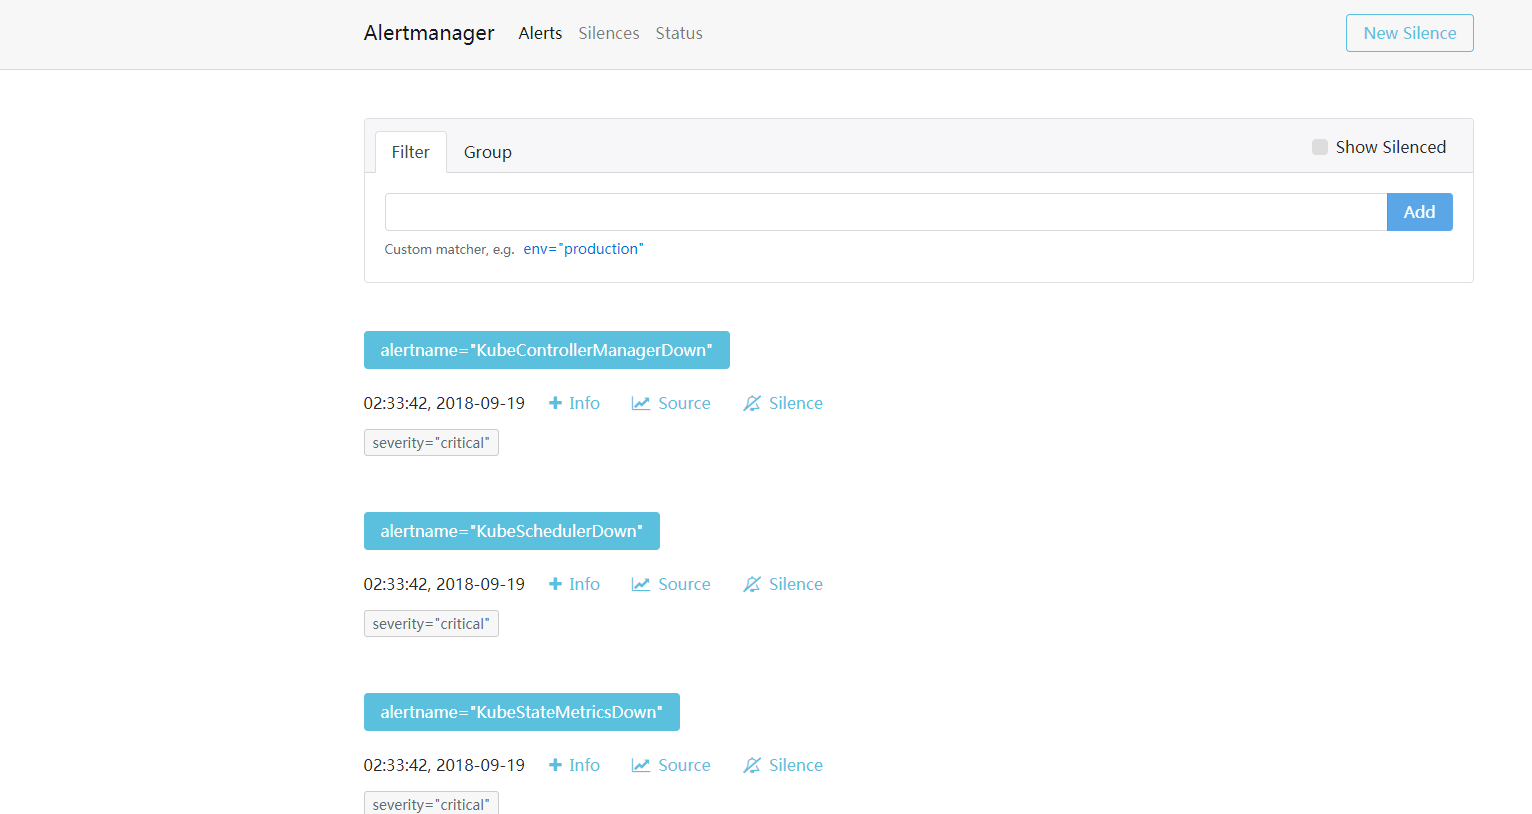 Alertmanager Alerts Silences Status New Silence
Filter Group Show Silenced
Add
Custom matcher, e.g. env="production"
alertname="KubeControllerManagerDown"
02:33:42, 2018-09-19 Info Source Silence
severity="critical"
alertname="KubeSchedulerDown"
02:33:42, 2018-09-19 Info Source Silence
severity="critical"
alertname="KubeStateMetricsDown"
02:33:42, 2018-09-19 Info Source Silence
severity="critical"